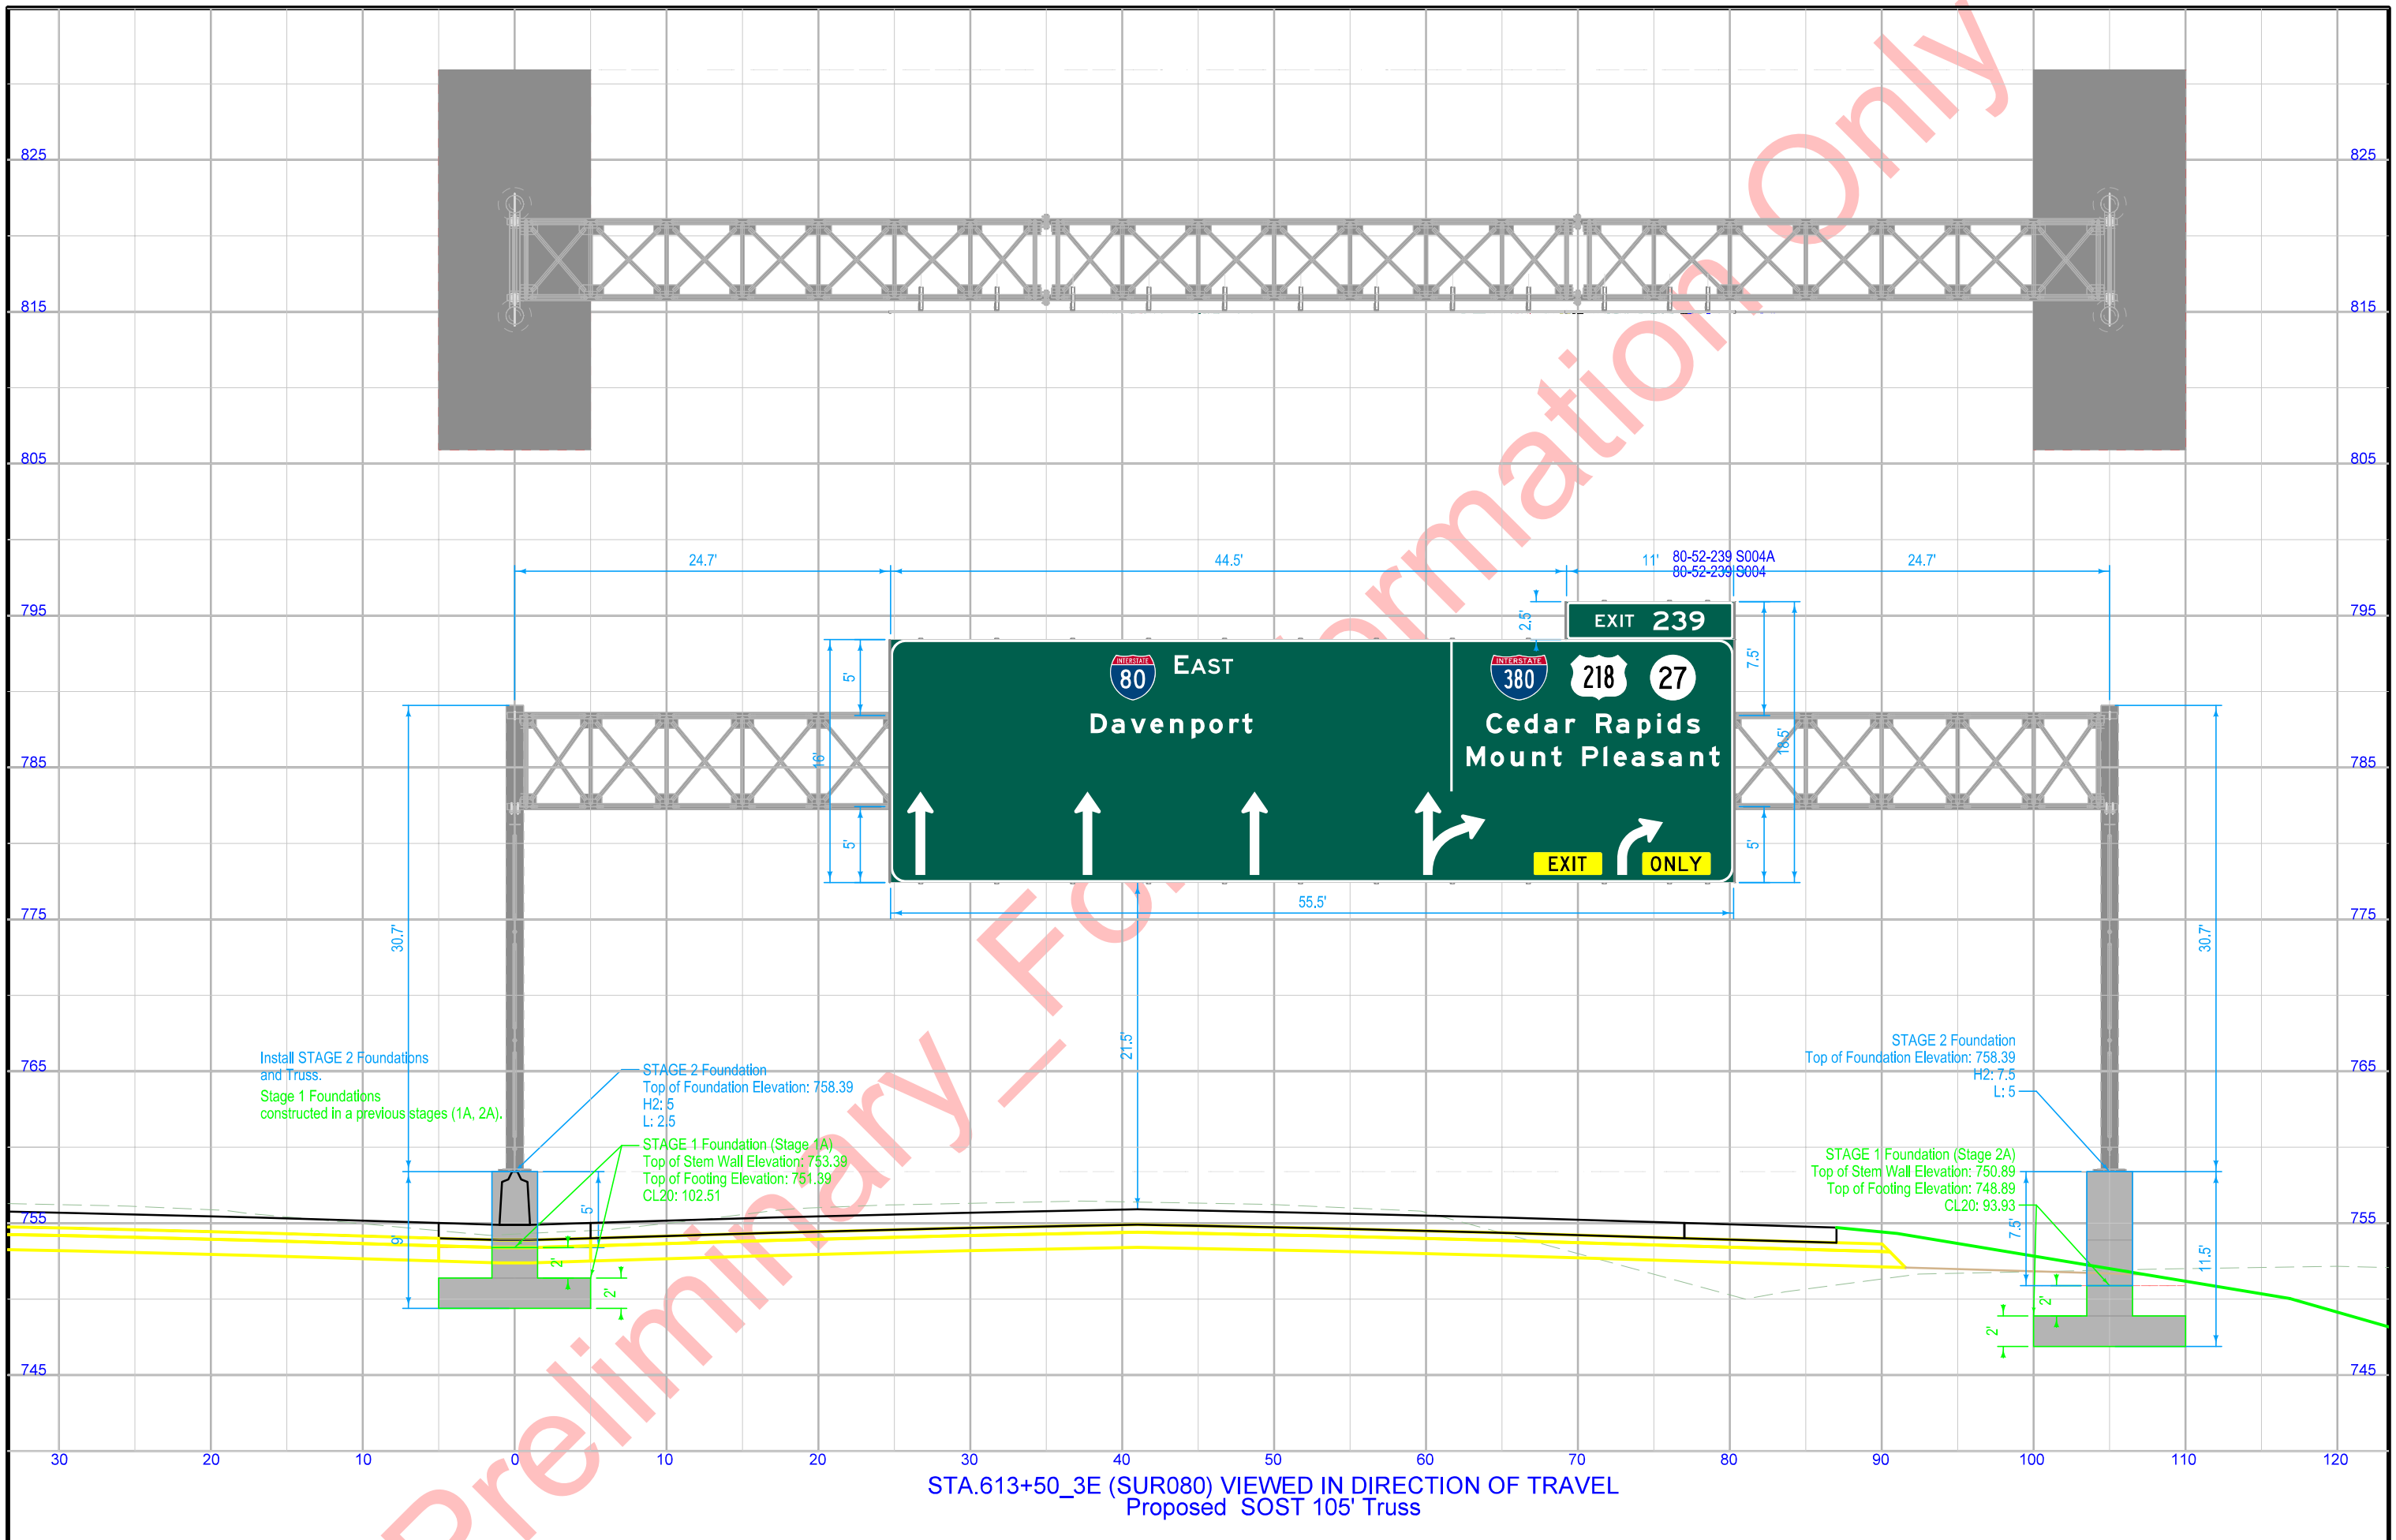 825 825
815 815
805 805
24.7' 44.5' 11' 80-52-239 S004A 24.7'
80-52-239 S004
795 795
2.5' EXIT 239
INTERSTATE 80 EAST
Davenport
INTERSTATE 380 218 27
Cedar Rapids
Mount Pleasant
5' 7.5'
16' 18.5'
785 785
5' 5'
EXIT ONLY
55.5'
775 775
30.7' 30.7'
21.5'
765 765
Install STAGE 2 Foundations
and Truss.
Stage 1 Foundations
constructed in a previous stages (1A, 2A).
STAGE 2 Foundation
Top of Foundation Elevation: 758.39
H2: 5
L: 2.5
STAGE 1 Foundation (Stage 1A)
Top of Stem Wall Elevation: 753.39
Top of Footing Elevation: 751.39
CL20: 102.51
STAGE 2 Foundation
Top of Foundation Elevation: 758.39
H2: 7.5
L: 5
STAGE 1 Foundation (Stage 2A)
Top of Stem Wall Elevation: 750.89
Top of Footing Elevation: 748.89
CL20: 93.93
755 755
9' 5' 2' 2'
7.5' 11.5' 2' 2'
745 745
30 20 10 0 10 20 30 40 50 60 70 80 90 100 110 120
STA.613+50_3E (SUR080) VIEWED IN DIRECTION OF TRAVEL
Proposed SOST 105' Truss